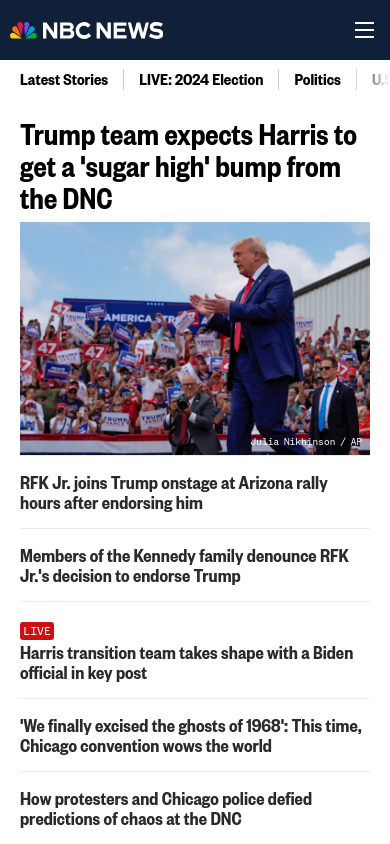 NBC NEWS
Latest Stories
LIVE: 2024 Election
Politics
Trump team expects Harris to
get a 'sugar high' bump from
the DNC
47
47
47
Julia Nikhinson / AP
RFK Jr. joins Trump onstage at Arizona rally
hours after endorsing him
Members of the Kennedy family denounce RFK
Jr.'s decision to endorse Trump
LIVE
Harris transition team takes shape with a Biden
official in key post
'We finally excised the ghosts of 1968': This time,
Chicago convention wows the world
How protesters and Chicago police defied
predictions of chaos at the DNC